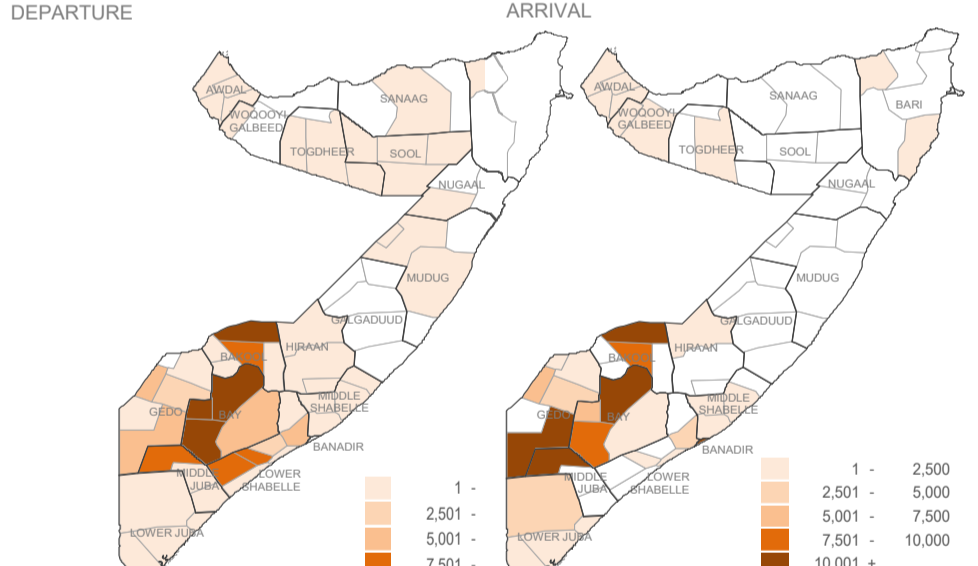 DEPARTURE
AWDAL
WOQOOYI
GALBEED
TOGDHEER
SANAAG
SOOL
NUGAAL
MUDUG
GALGADUUD
HIRAAN
BAKOOL
GEDO
BAY
MIDDLE
SHABELLE
BANADIR
MIDDLE
JUBA
LOWER
SHABELLE
LOWER JUBA
1 -
2,501 -
5,001 -
7,501 -
ARRIVAL
AWDAL
WOQOOYI
GALBEED
TOGDHEER
SANAAG
SOOL
BARI
NUGAAL
MUDUG
GALGADUUD
HIRAAN
BAKOOL
GEDO
BAY
MIDDLE
SHABELLE
BANADIR
MIDDLE
JUBA
LOWER
SHABELLE
LOWER JUBA
1 - 2,500
2,501 - 5,000
5,001 - 7,500
7,501 - 10,000
10,001 +